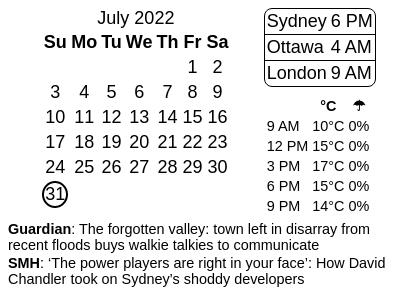 July 2022
Su Mo Tu We Th Fr Sa
1 2
3 4 5 6 7 8 9
10 11 12 13 14 15 16
17 18 19 20 21 22 23
24 25 26 27 28 29 30
31
Sydney 6 PM
Ottawa 4 AM
London 9 AM
°C ☂
9 AM 10°C 0%
12 PM 15°C 0%
3 PM 17°C 0%
6 PM 15°C 0%
9 PM 14°C 0%
Guardian: The forgotten valley: town left in disarray from
recent floods buys walkie talkies to communicate
SMH: ‘The power players are right in your face’: How David
Chandler took on Sydney’s shoddy developers